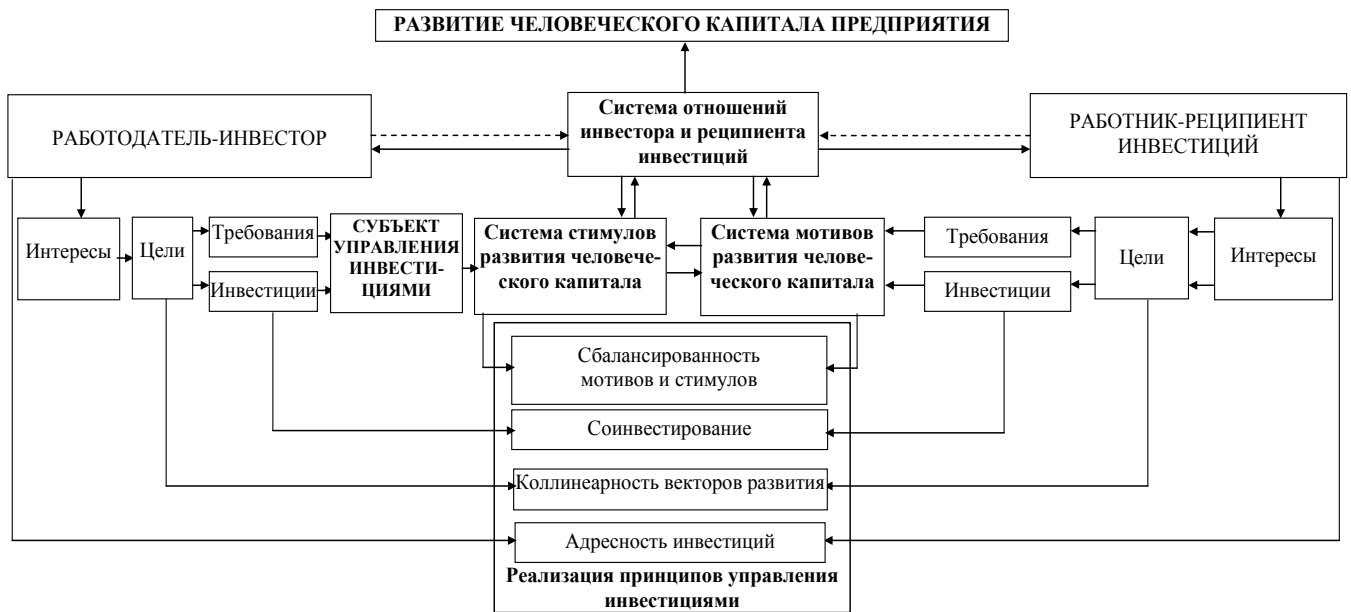 РАЗВИТИЕ ЧЕЛОВЕЧЕСКОГО КАПИТАЛА ПРЕДПРИЯТИЯ
РАБОТОДАТЕЛЬ-ИНВЕСТОР
Система отношений
инвестора и реципиента
инвестиций
РАБОТНИК-РЕЦИПИЕНТ
ИНВЕСТИЦИЙ
Интересы
Цели
Требования
Инвестиции
СУБЪЕКТ
УПРАВЛЕНИЯ
ИНВЕСТИ-
ЦИЯМИ
Система стимулов
развития человече-
ского капитала
Система мотивов
развития челове-
ческого капитала
Требования
Инвестиции
Цели
Интересы
Сбалансированность
мотивов и стимулов
Соинвестирование
Коллинеарность векторов развития
Адресность инвестиций
Реализация принципов управления
инвестициями